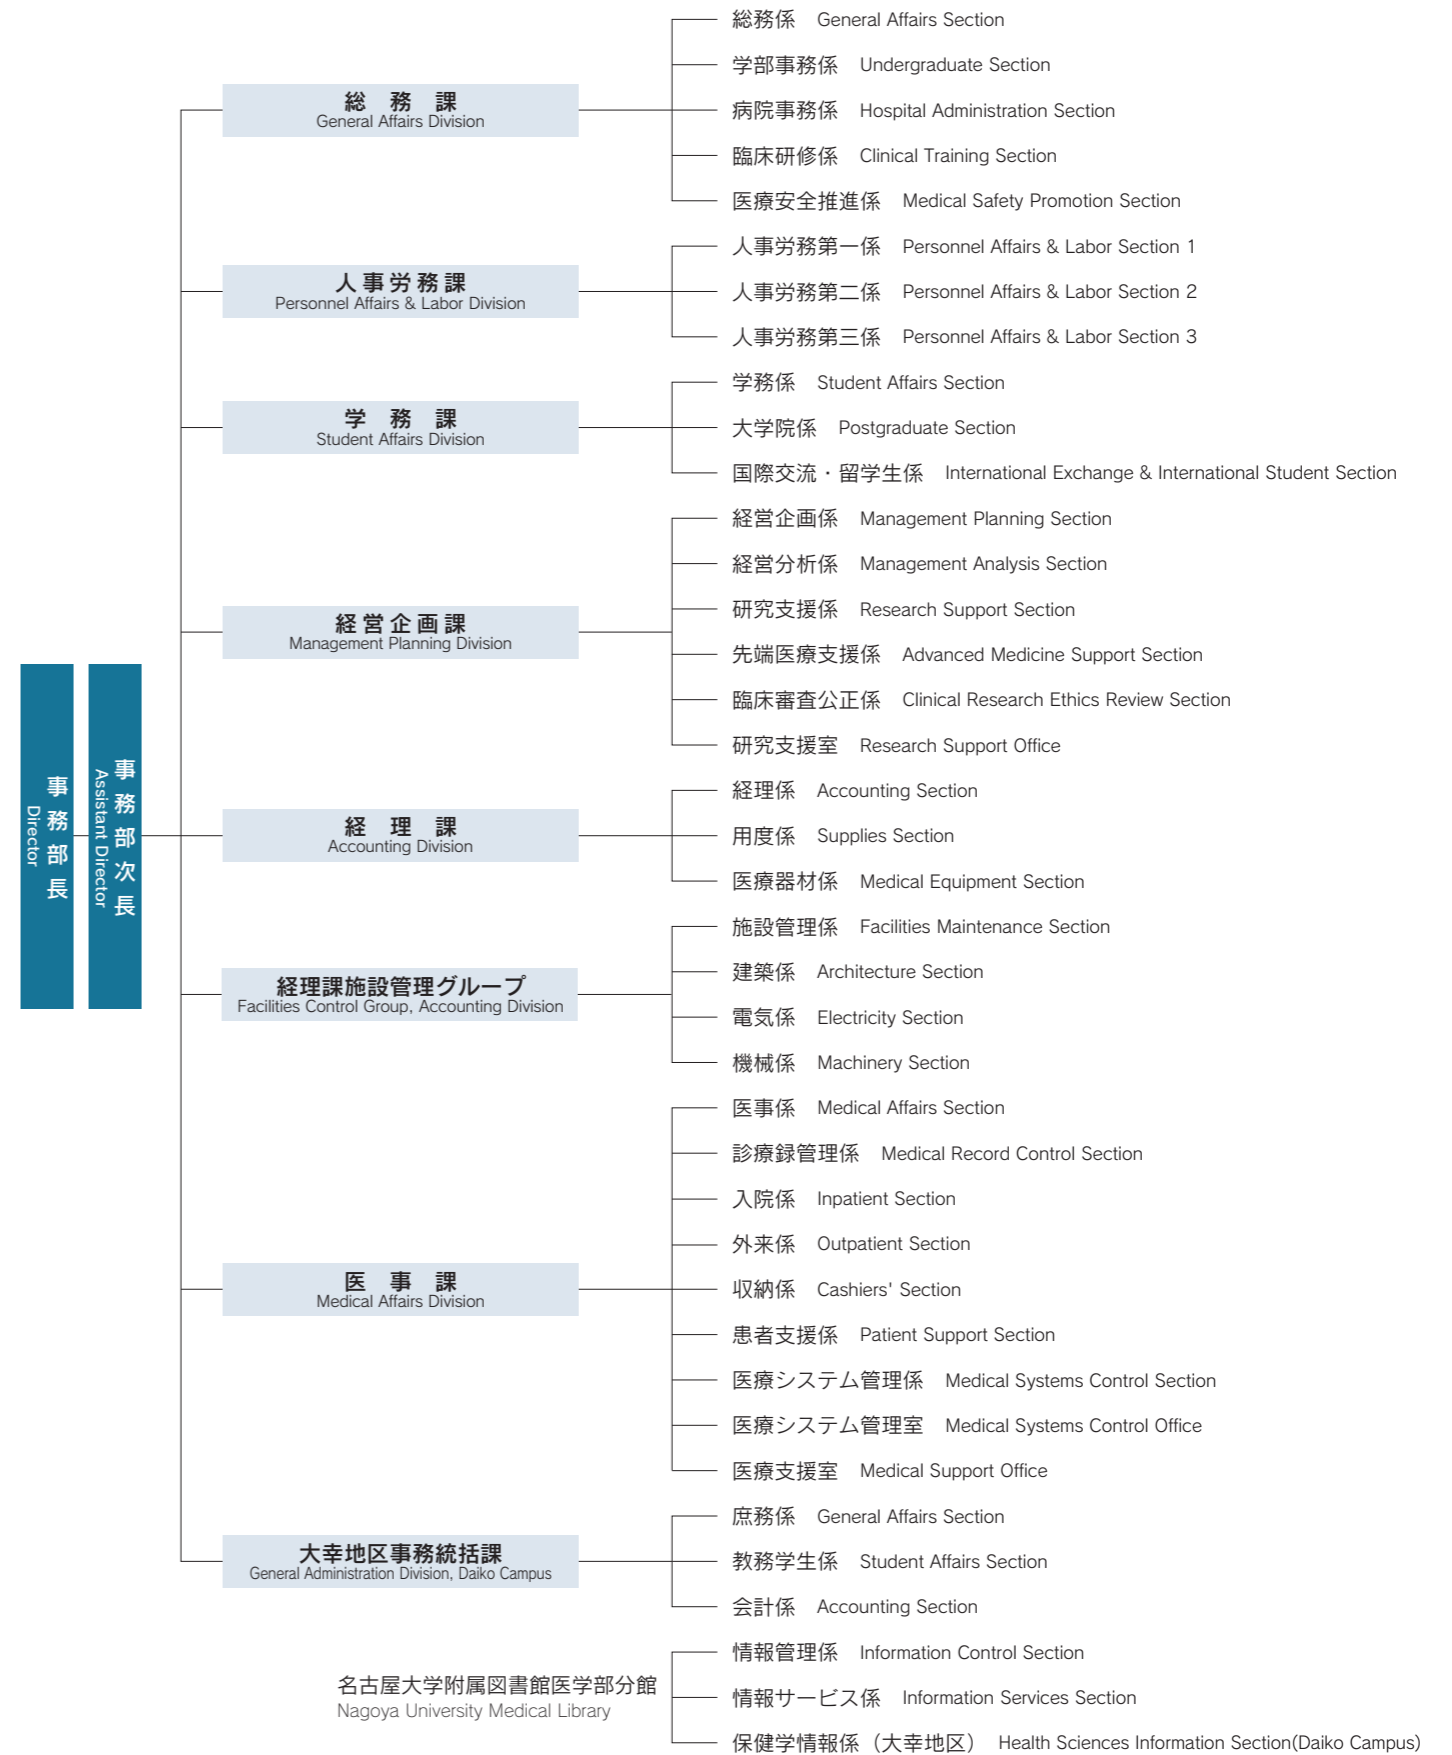 事務部長
Director
事務部次長
Assistant Director
総務課
General Affairs Division
総務係 General Affairs Section
学部事務係 Undergraduate Section
病院事務係 Hospital Administration Section
臨床研修係 Clinical Training Section
医療安全推進係 Medical Safety Promotion Section
人事労務課
Personnel Affairs & Labor Division
人事労務第一係 Personnel Affairs & Labor Section 1
人事労務第二係 Personnel Affairs & Labor Section 2
人事労務第三係 Personnel Affairs & Labor Section 3
学務課
Student Affairs Division
学務係 Student Affairs Section
大学院係 Postgraduate Section
国際交流・留学生係 International Exchange & International Student Section
経営企画課
Management Planning Division
経営企画係 Management Planning Section
経営分析係 Management Analysis Section
研究支援係 Research Support Section
先端医療支援係 Advanced Medicine Support Section
臨床審査公正係 Clinical Research Ethics Review Section
研究支援室 Research Support Office
経理課
Accounting Division
経理係 Accounting Section
用度係 Supplies Section
医療器材係 Medical Equipment Section
経理課施設管理グループ
Facilities Control Group, Accounting Division
施設管理係 Facilities Maintenance Section
建築係 Architecture Section
電気係 Electricity Section
機械係 Machinery Section
医事課
Medical Affairs Division
医事係 Medical Affairs Section
診療録管理係 Medical Record Control Section
入院係 Inpatient Section
外来係 Outpatient Section
収納係 Cashiers' Section
患者支援係 Patient Support Section
医療システム管理係 Medical Systems Control Section
医療システム管理室 Medical Systems Control Office
医療支援室 Medical Support Office
大幸地区事務統括課
General Administration Division, Daiko Campus
庶務係 General Affairs Section
教務学生係 Student Affairs Section
会計係 Accounting Section
名古屋大学附属図書館医学部分館
Nagoya University Medical Library
情報管理係 Information Control Section
情報サービス係 Information Services Section
保健学情報係（大幸地区） Health Sciences Information Section(Daiko Campus)